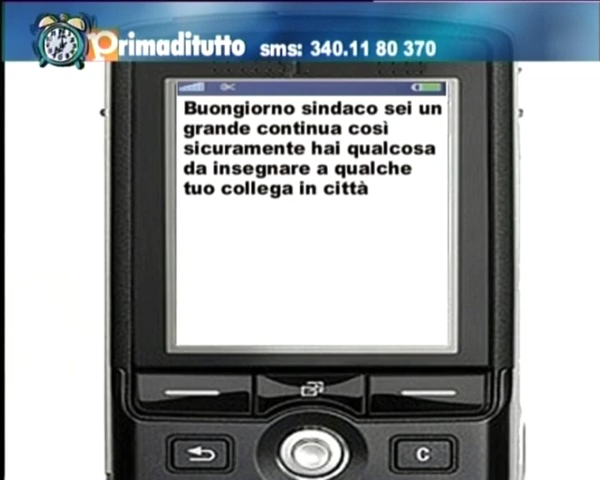 Primaditutto sms: 340.11 80 370
Buongiorno sindaco sei un
grande continua così
sicuramente hai qualcosa
da insegnare a qualche
tuo collega in città
C